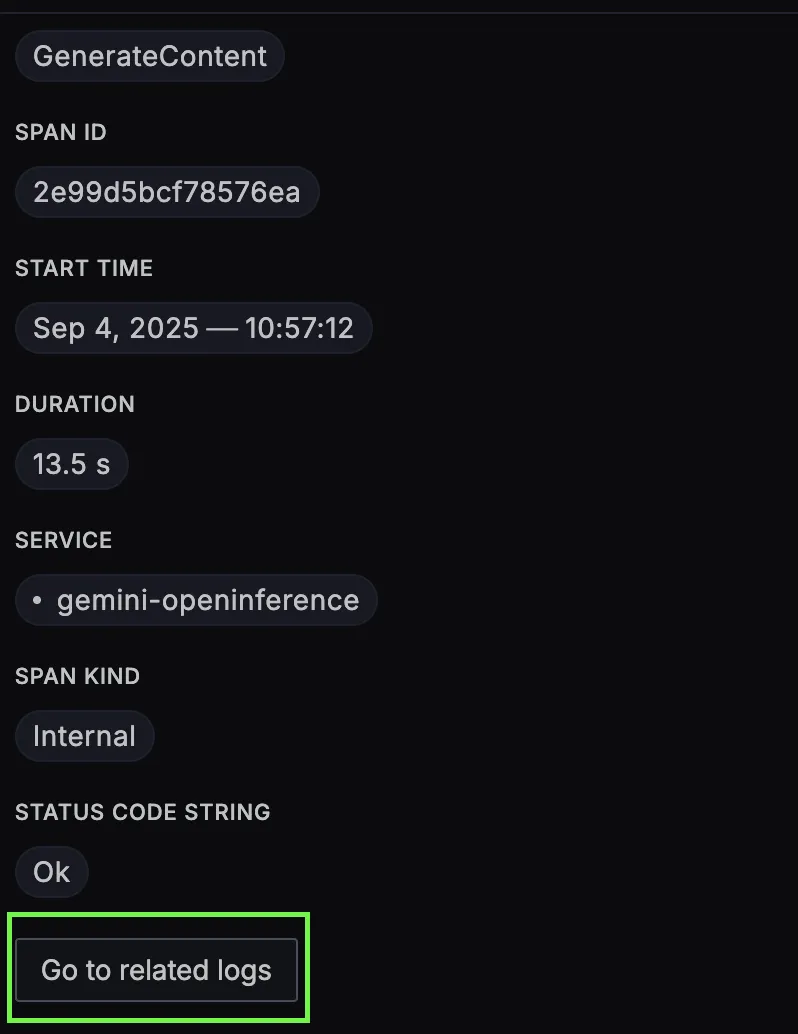 GenerateContent
SPAN ID
2e99d5bcf78576ea
START TIME
Sep 4, 2025 — 10:57:12
DURATION
13.5 s
SERVICE
• gemini-openinference
SPAN KIND
Internal
STATUS CODE STRING
Ok
Go to related logs